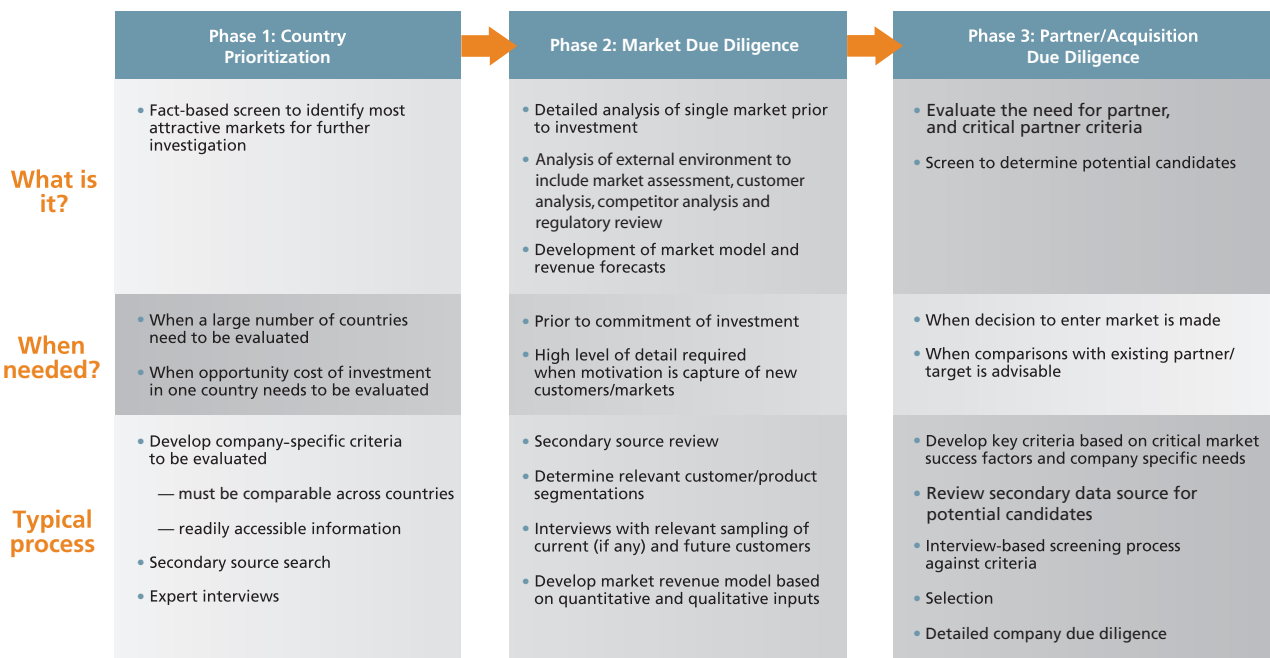 Phase 1: Country
Prioritization
Phase 2: Market Due Diligence
Phase 3: Partner/Acquisition
Due Diligence
What is
it?
• Fact-based screen to identify most
attractive markets for further
investigation
• Detailed analysis of single market prior
to investment
• Analysis of external environment to
include market assessment, customer
analysis, competitor analysis and
regulatory review
• Development of market model and
revenue forecasts
• Evaluate the need for partner,
and critical partner criteria
• Screen to determine potential candidates
When
needed?
• When a large number of countries
need to be evaluated
• When opportunity cost of investment
in one country needs to be evaluated
• Prior to commitment of investment
• High level of detail required
when motivation is capture of new
customers/markets
• When decision to enter market is made
• When comparisons with existing partner/
target is advisable
Typical
process
• Develop company-specific criteria
to be evaluated
— must be comparable across countries
— readily accessible information
• Secondary source search
• Expert interviews
• Secondary source review
• Determine relevant customer/product
segmentations
• Interviews with relevant sampling of
current (if any) and future customers
• Develop market revenue model based
on quantitative and qualitative inputs
• Develop key criteria based on critical market
success factors and company specific needs
• Review secondary data source for
potential candidates
• Interview-based screening process
against criteria
• Selection
• Detailed company due diligence